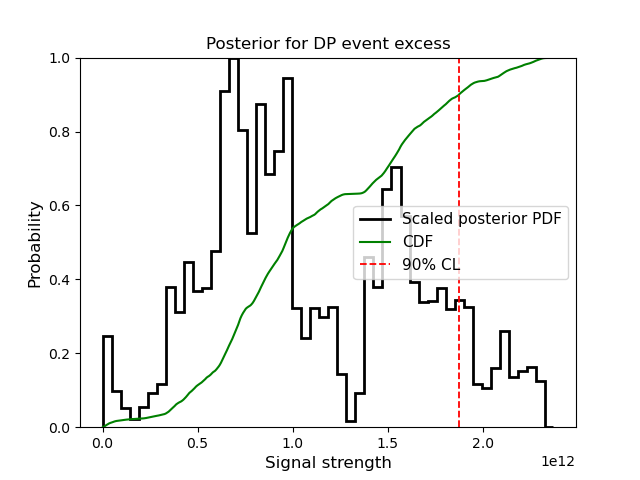 Posterior for DP event excess
Probability
1.0
0.8
0.6
0.4
0.2
0.0
Scaled posterior PDF
CDF
90% CL
0.0 0.5 1.0 1.5 2.0
1e12
Signal strength